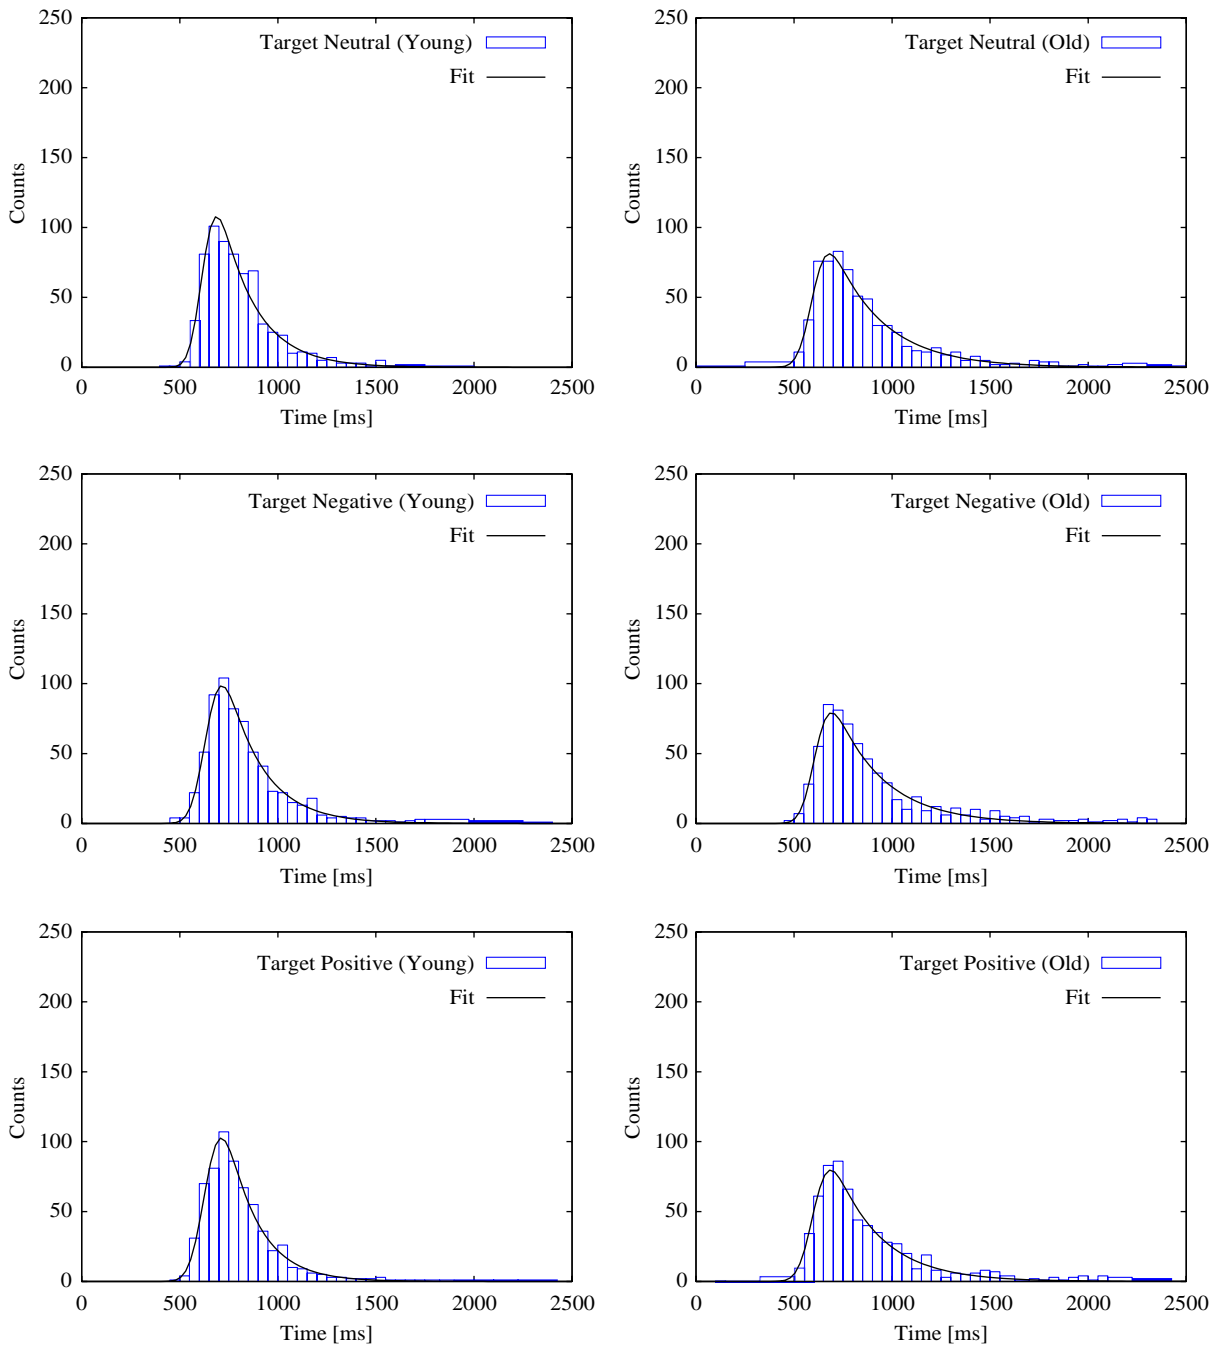 250
200
150
100
50
0
Counts
Target Neutral (Young)
Fit
0 500 1000 1500 2000 2500
Time [ms]
250
200
150
100
50
0
Counts
Target Neutral (Old)
Fit
0 500 1000 1500 2000 2500
Time [ms]
250
200
150
100
50
0
Counts
Target Negative (Young)
Fit
0 500 1000 1500 2000 2500
Time [ms]
250
200
150
100
50
0
Counts
Target Negative (Old)
Fit
0 500 1000 1500 2000 2500
Time [ms]
250
200
150
100
50
0
Counts
Target Positive (Young)
Fit
0 500 1000 1500 2000 2500
Time [ms]
250
200
150
100
50
0
Counts
Target Positive (Old)
Fit
0 500 1000 1500 2000 2500
Time [ms]